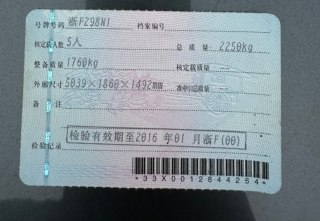 号牌号码 浙F298N1 档案编号
核定载人数 5人 总质量 2250kg
整备质量 1760kg 核定载质量
外廓尺寸 5039×1860×1492mm 准牵引总质量
备注
检验有效期至2016年01月浙F(00)
检验记录
*33X0012844254*